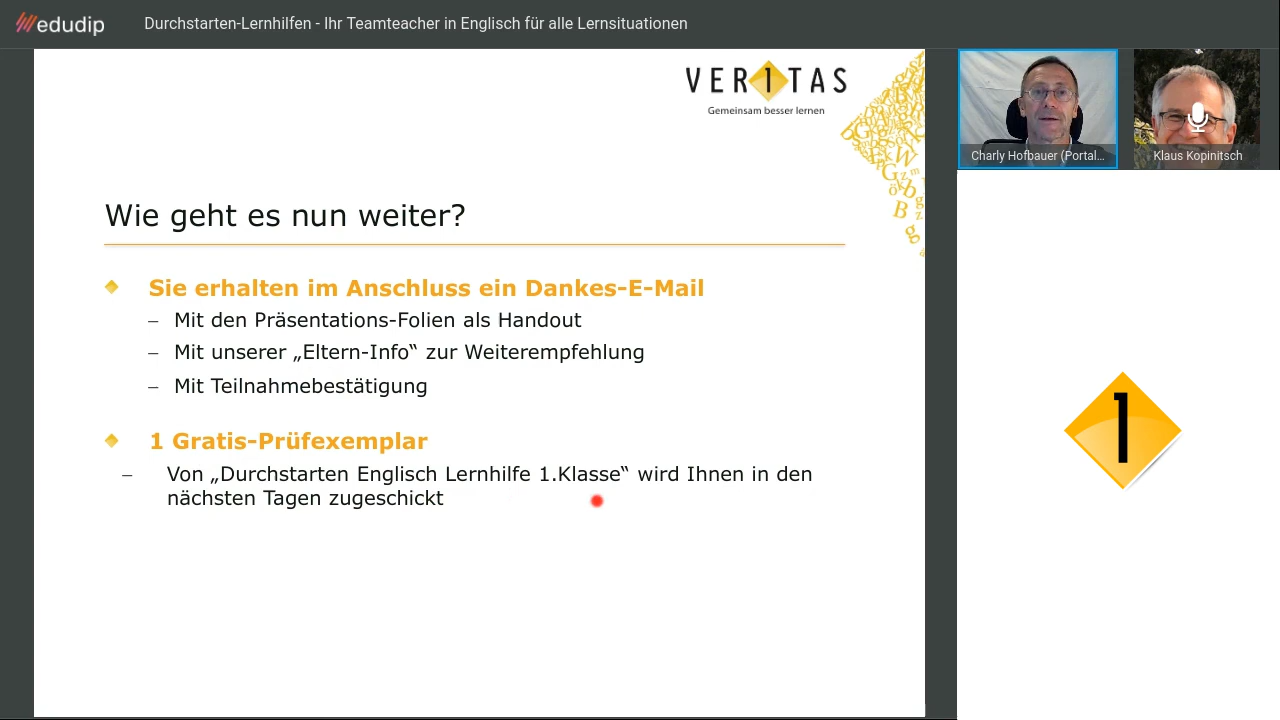 edudip
Durchstarten-Lernhilfen - Ihr Teamteacher in Englisch für alle Lernsituationen
VER1TAS
Gemeinsam besser lernen
Charly Hofbauer (Portal...
Klaus Kopinitsch
Wie geht es nun weiter?
Sie erhalten im Anschluss ein Dankes-E-Mail
– Mit den Präsentations-Folien als Handout
– Mit unserer „Eltern-Info“ zur Weiterempfehlung
– Mit Teilnahmebestätigung
1 Gratis-Prüfexemplar
– Von „Durchstarten Englisch Lernhilfe 1.Klasse“ wird Ihnen in den
nächsten Tagen zugeschickt
1